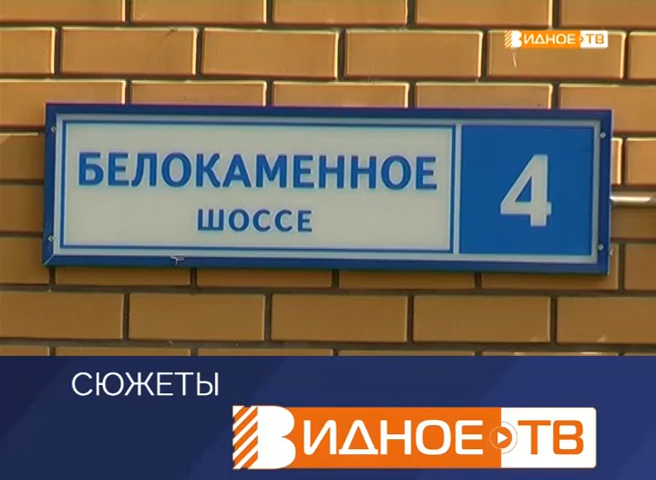 ВИДНОЕ ТВ
БЕЛОКАМЕННОЕ
ШОССЕ
4
СЮЖЕТЫ
ВИДНОЕ ТВ